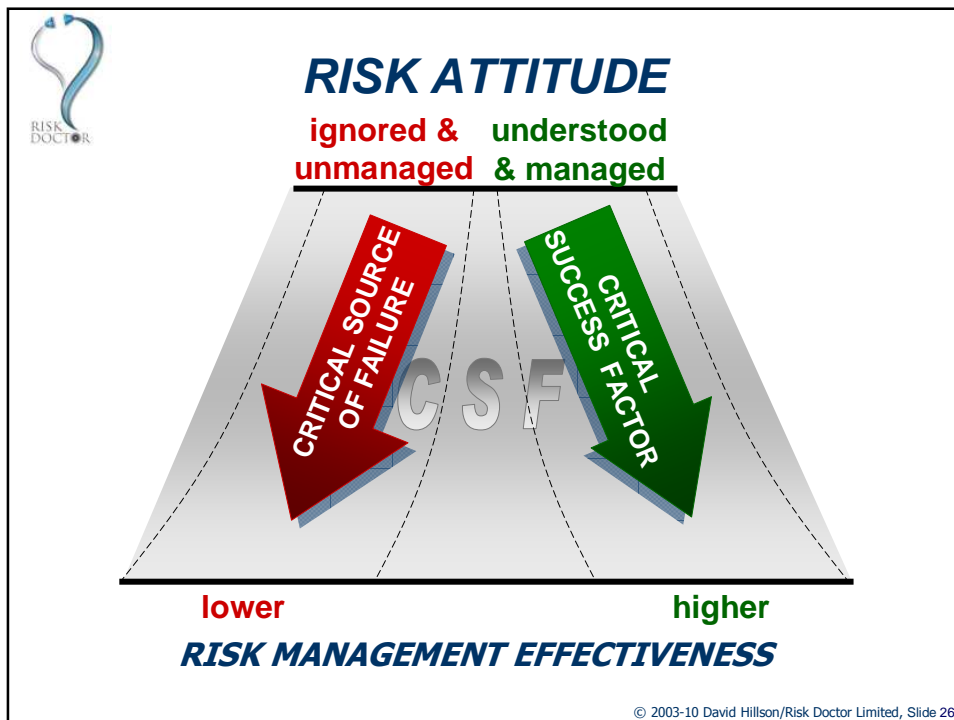 RISK
DOCTOR
RISK ATTITUDE
ignored &
unmanaged
understood
& managed
CRITICAL SOURCE
OF FAILURE
CRITICAL
SUCCESS FACTOR
CSF
lower
higher
RISK MANAGEMENT EFFECTIVENESS
© 2003-10 David Hillson/Risk Doctor Limited, Slide 26